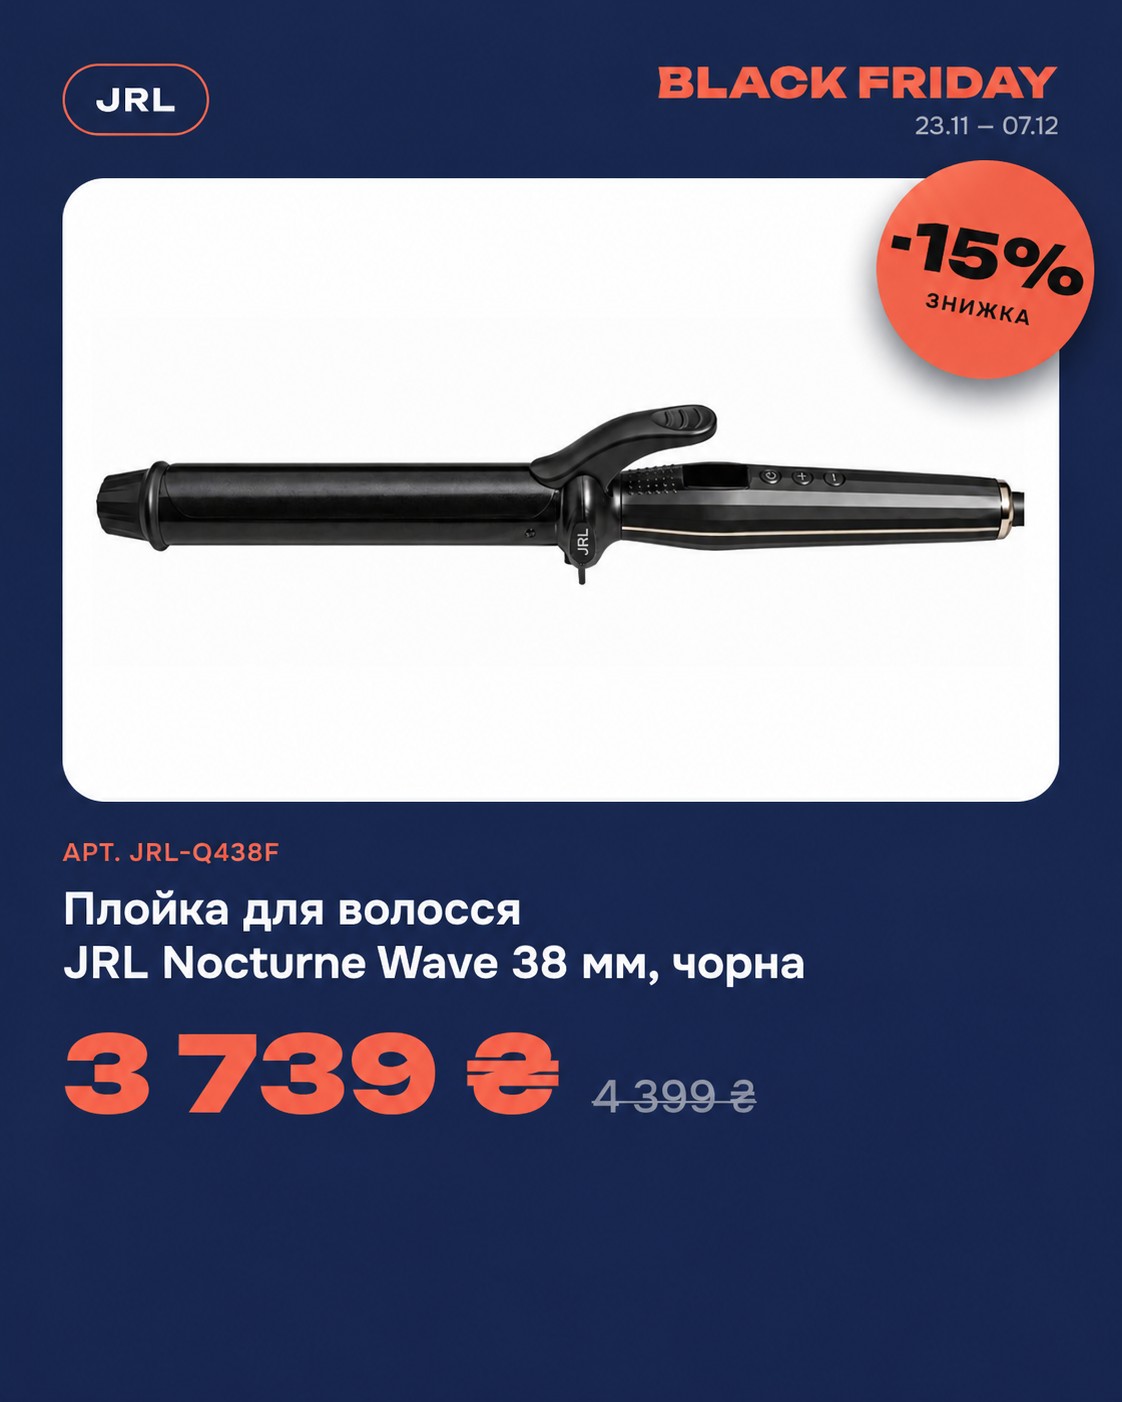 JRL
BLACK FRIDAY
23.11 – 07.12
-15%
ЗНИЖКА
JRL
АРТ. JRL-Q438F
Плойка для волосся
JRL Nocturne Wave 38 мм, чорна
3 739 ₴
4 399 ₴